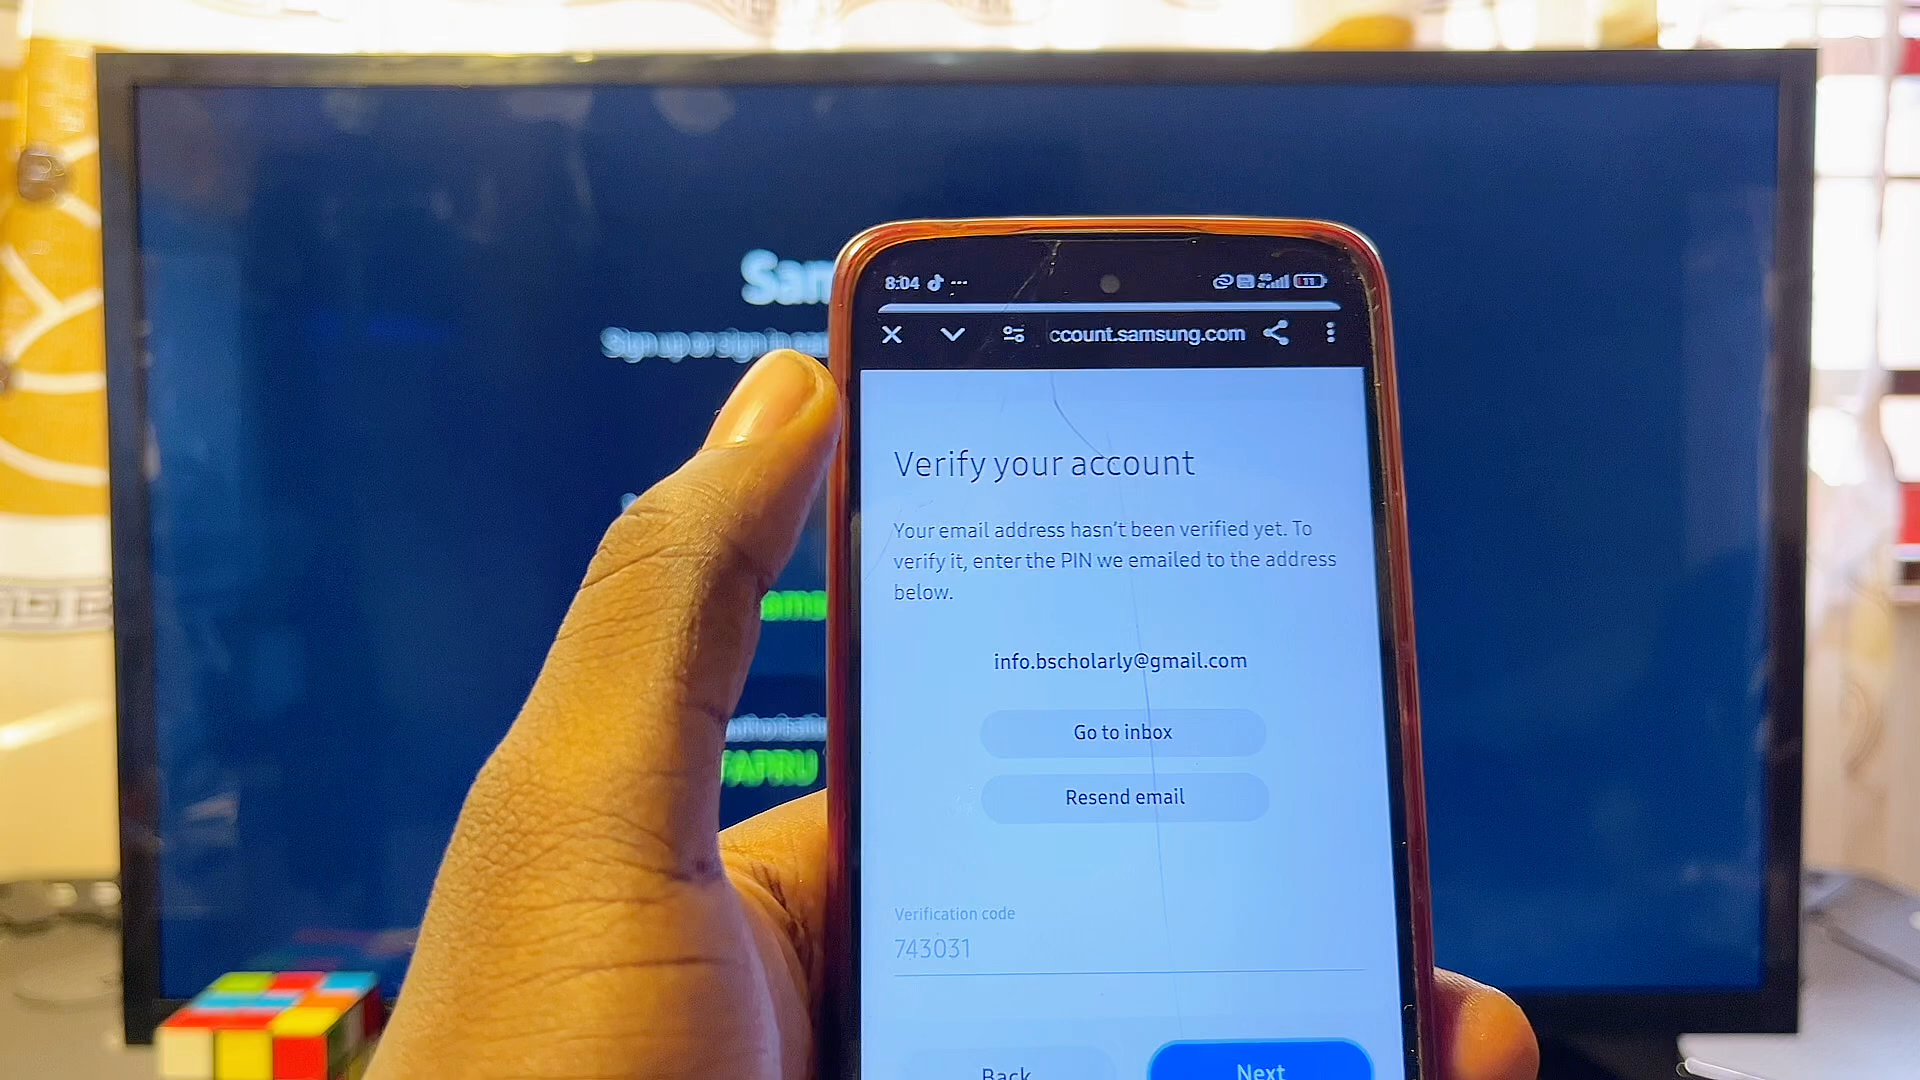 San
Sign up or sign in
8:04
11
ccount.samsung.com
Verify your account
Your email address hasn't been verified yet. To
verify it, enter the PIN we emailed to the address
below.
info.bscholarly@gmail.com
Go to inbox
Resend email
Verification code
743031
Back
Next